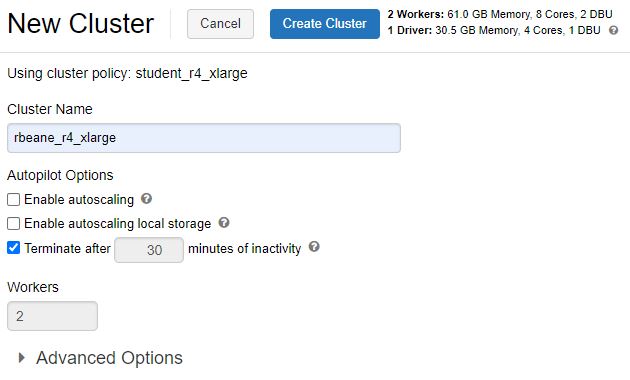 New Cluster
Cancel
Create Cluster
2 Workers: 61.0 GB Memory, 8 Cores, 2 DBU
1 Driver: 30.5 GB Memory, 4 Cores, 1 DBU ?
Using cluster policy: student_r4_xlarge
Cluster Name
rbeane_r4_xlarge
Autopilot Options
Enable autoscaling ?
Enable autoscaling local storage ?
Terminate after 30 minutes of inactivity ?
Workers
2
Advanced Options